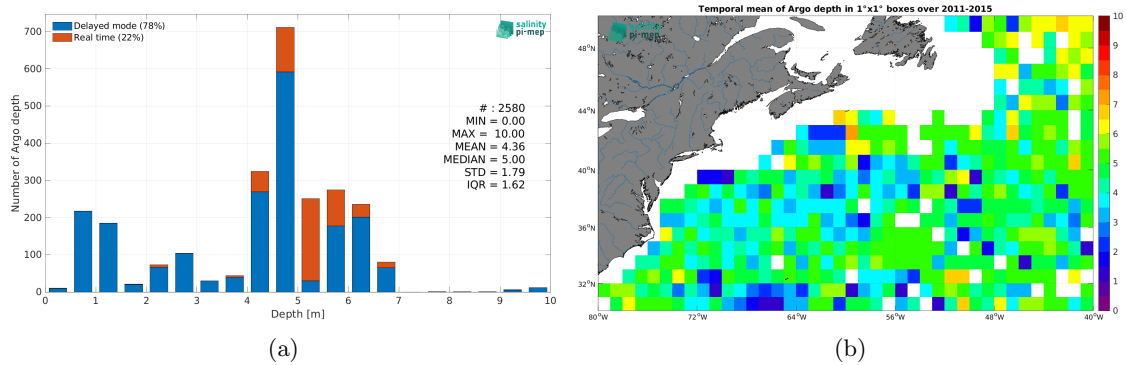 Delayed mode (78%)
Real time (22%)
salinity
pi-mep
# : 2580
MIN = 0.00
MAX = 10.00
MEAN = 4.36
MEDIAN = 5.00
STD = 1.79
IQR = 1.62
Number of Argo depth
700
600
500
400
300
200
100
0
0 1 2 3 4 5 6 7 8 9 10
Depth [m]
(a)
Temporal mean of Argo depth in 1°x1° boxes over 2011-2015
salinity
pi-mep
48°N
44°N
40°N
36°N
32°N
80°W 72°W 64°W 56°W 48°W 40°W
10
9
8
7
6
5
4
3
2
1
0
(b)